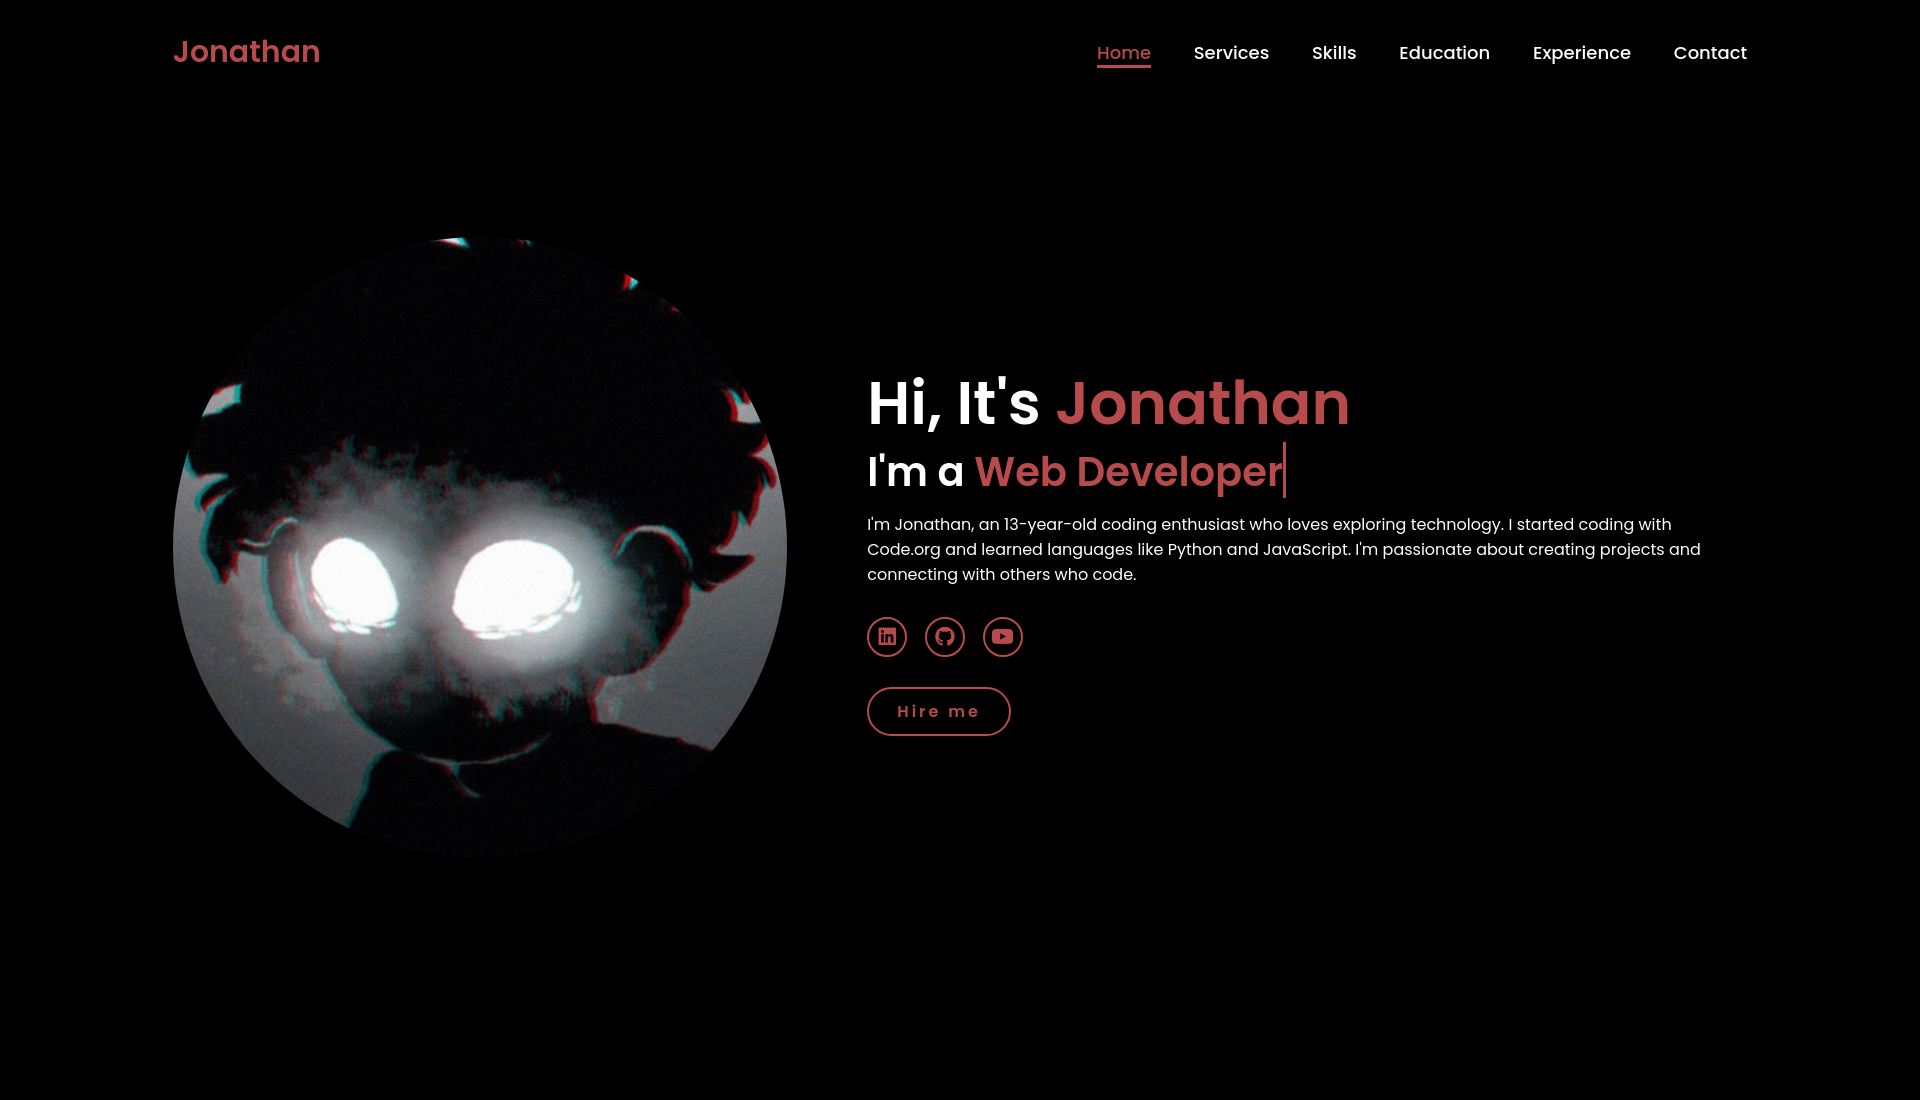 Jonathan
Home Services Skills Education Experience Contact
Hi, It's Jonathan
I'm a Web Developer
I'm Jonathan, an 13-year-old coding enthusiast who loves exploring technology. I started coding with
Code.org and learned languages like Python and JavaScript. I'm passionate about creating projects and
connecting with others who code.
in
Hire me